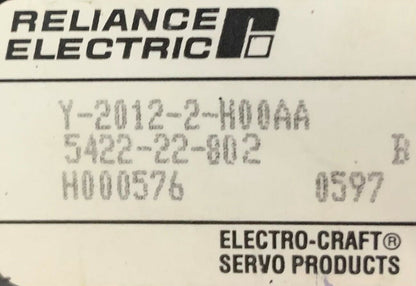 RELIANCE
ELECTRIC
Y-2012-2-H00AA
5422-22-802 B
H000576 0597
ELECTRO-CRAFT®
SERVO PRODUCTS